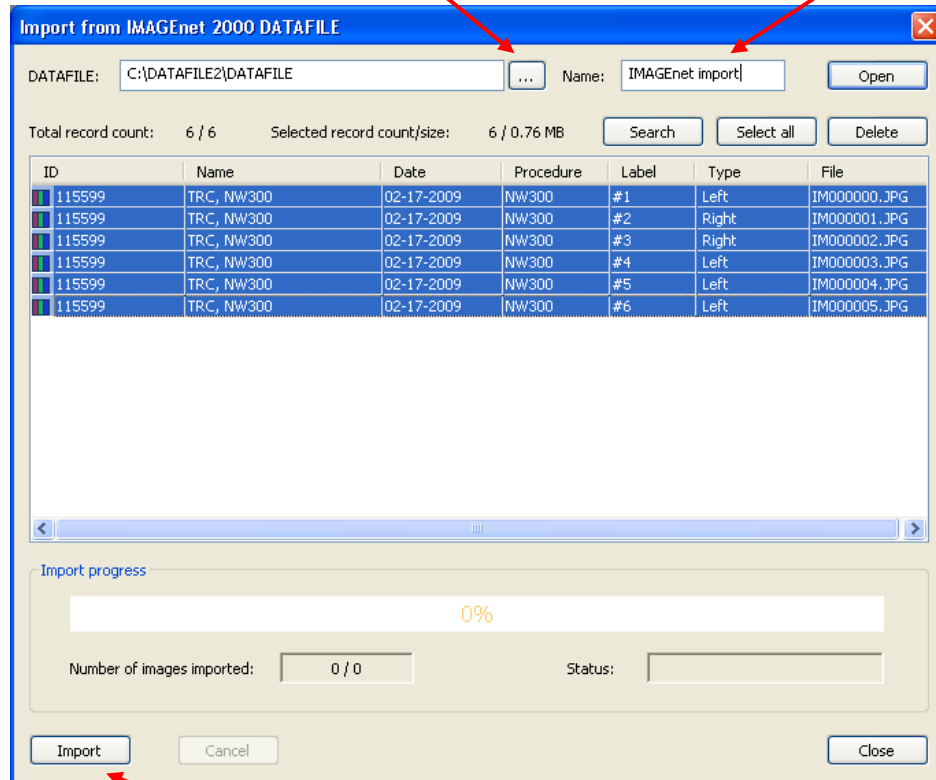 Import from IMAGEnet 2000 DATAFILE
DATAFILE: C:\DATAFILE2\DATAFILE ... Name: IMAGEnet import Open
Total record count: 6 / 6 Selected record count/size: 6 / 0.76 MB Search Select all Delete
ID Name Date Procedure Label Type File
115599 TRC, NW300 02-17-2009 NW300 #1 Left IM000000.JPG
115599 TRC, NW300 02-17-2009 NW300 #2 Right IM000001.JPG
115599 TRC, NW300 02-17-2009 NW300 #3 Right IM000002.JPG
115599 TRC, NW300 02-17-2009 NW300 #4 Left IM000003.JPG
115599 TRC, NW300 02-17-2009 NW300 #5 Left IM000004.JPG
115599 TRC, NW300 02-17-2009 NW300 #6 Left IM000005.JPG
Import progress
0%
Number of images imported: 0 / 0 Status:
Import Cancel Close